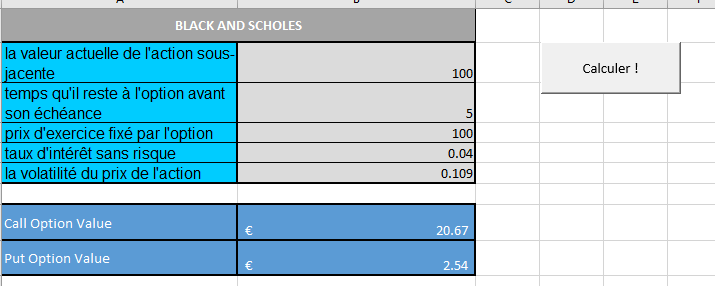 A B C D E F
BLACK AND SCHOLES
la valeur actuelle de l'action sous-
jacente
100
temps qu'il reste à l'option avant
son échéance
5
prix d'exercice fixé par l'option
100
taux d'intérêt sans risque
0.04
la volatilité du prix de l'action
0.109
Calculer !
Call Option Value
€ 20.67
Put Option Value
€ 2.54